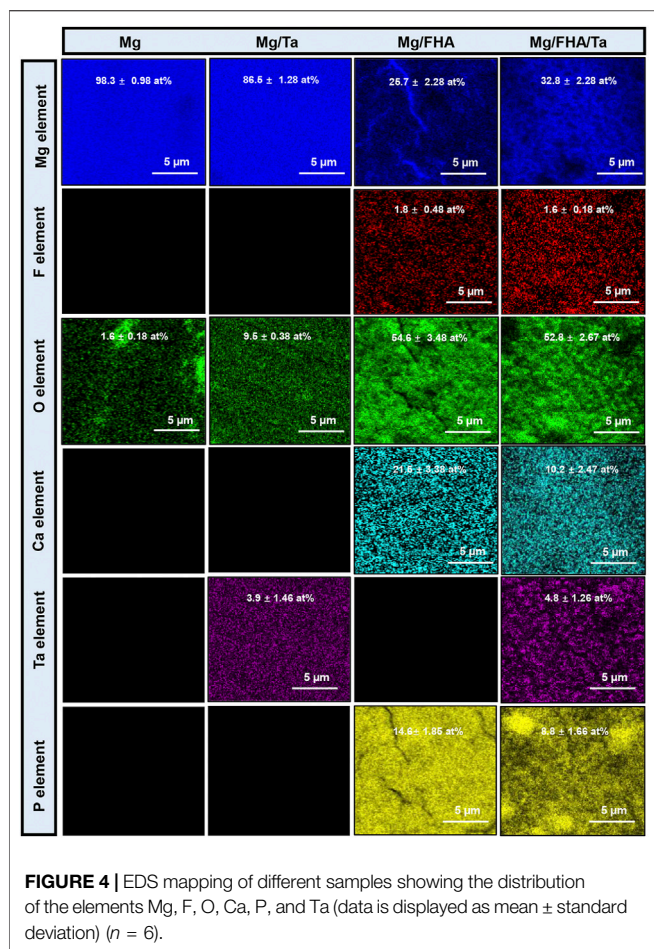 Mg Mg/Ta Mg/FHA Mg/FHA/Ta
Mg element
98.3 ± 0.98 at% 86.5 ± 1.28 at% 25.7 ± 2.28 at% 32.8 ± 2.28 at%
5 µm 5 µm 5 µm 5 µm
F element
1.8 ± 0.48 at% 1.6 ± 0.18 at%
5 µm 5 µm
O element
1.6 ± 0.18 at% 9.5 ± 0.38 at% 54.6 ± 3.48 at% 52.8 ± 2.67 at%
5 µm 5 µm 5 µm 5 µm
Ca element
21.6 ± 3.38 at% 10.2 ± 2.47 at%
5 µm 5 µm
Ta element
3.9 ± 1.46 at% 4.8 ± 1.26 at%
5 µm 5 µm
P element
14.6± 1.85 at% 8.8 ± 1.66 at%
5 µm 5 µm
FIGURE 4 | EDS mapping of different samples showing the distribution
of the elements Mg, F, O, Ca, P, and Ta (data is displayed as mean ± standard
deviation) (n = 6).